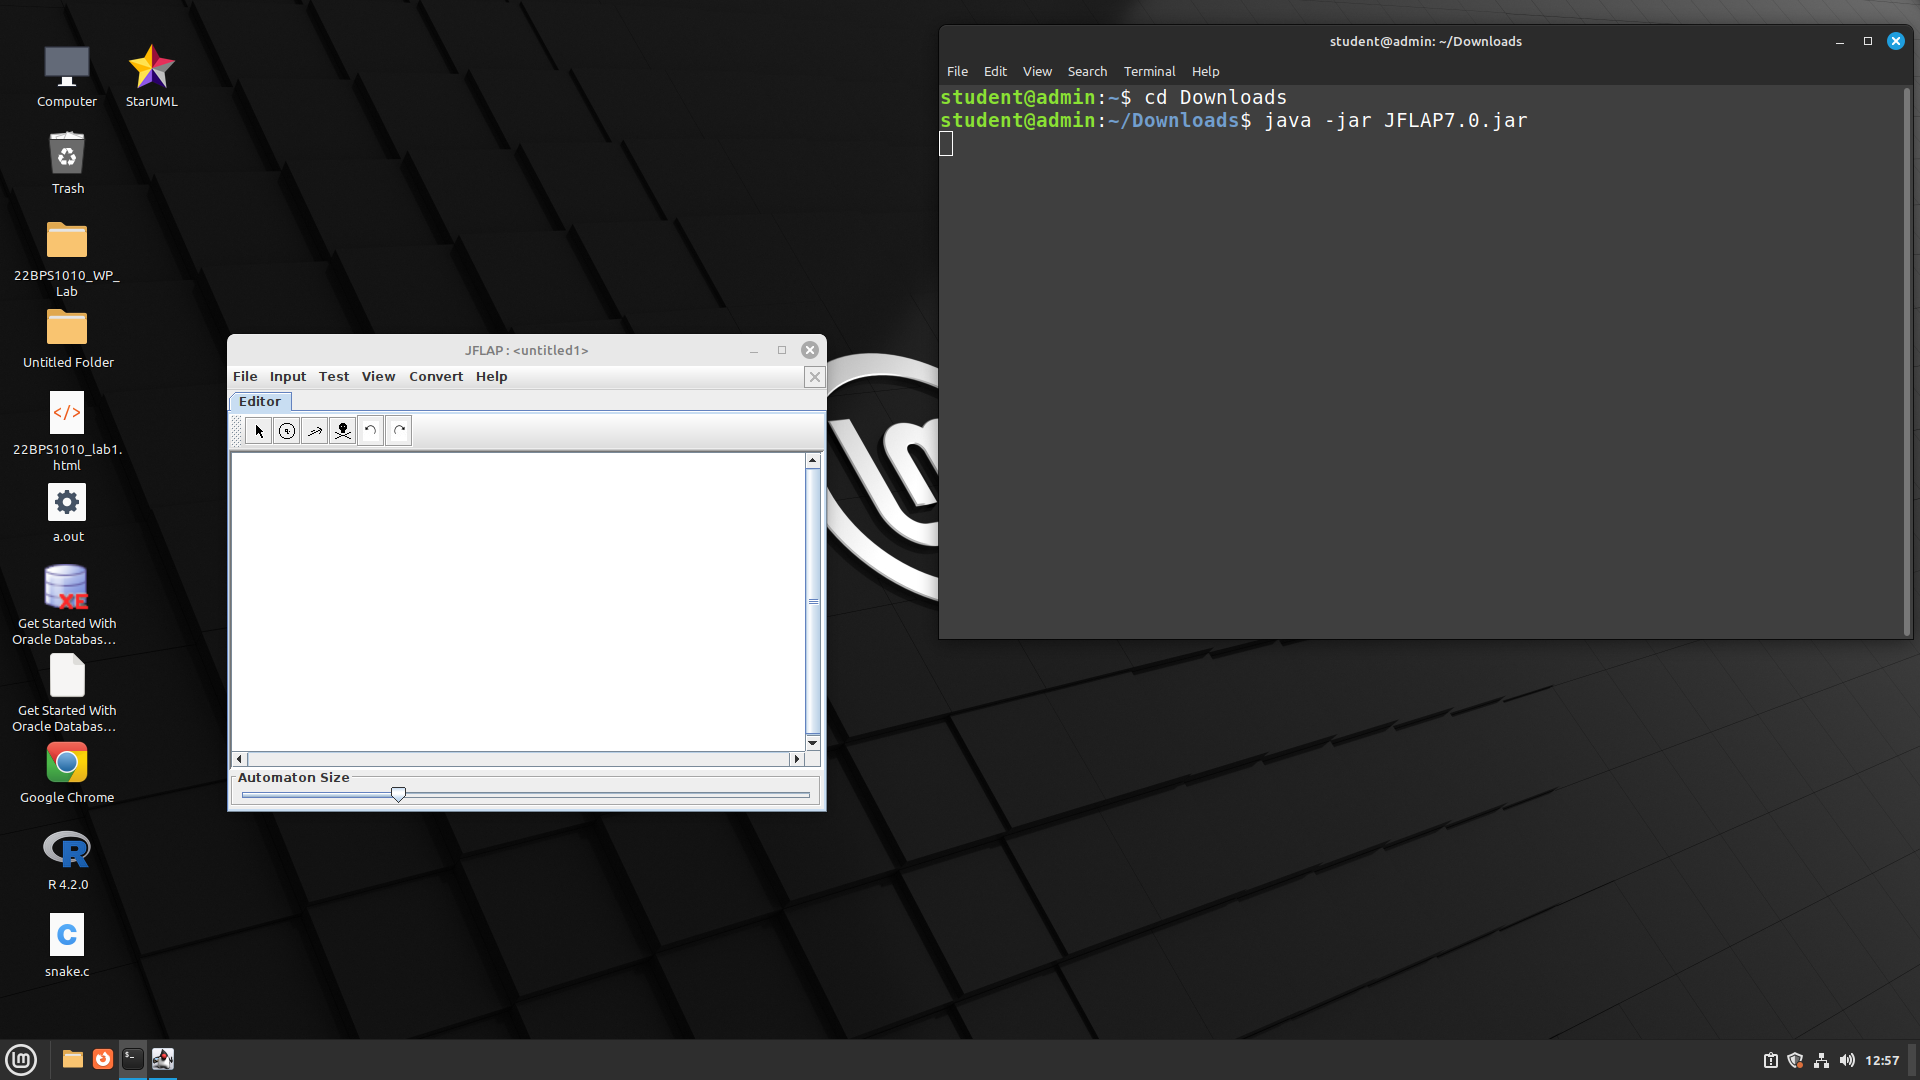 Computer
StarUML
Trash
22BPS1010_WP_
Lab
Untitled Folder
22BPS1010_lab1.
html
a.out
XE
Get Started With
Oracle Databas...
Get Started With
Oracle Databas...
Google Chrome
R 4.2.0
C
snake.c
JFLAP : <untitled1>
File Input Test View Convert Help
Editor
Automaton Size
student@admin: ~/Downloads
File Edit View Search Terminal Help
student@admin:~$ cd Downloads
student@admin:~/Downloads$ java -jar JFLAP7.0.jar
12:57